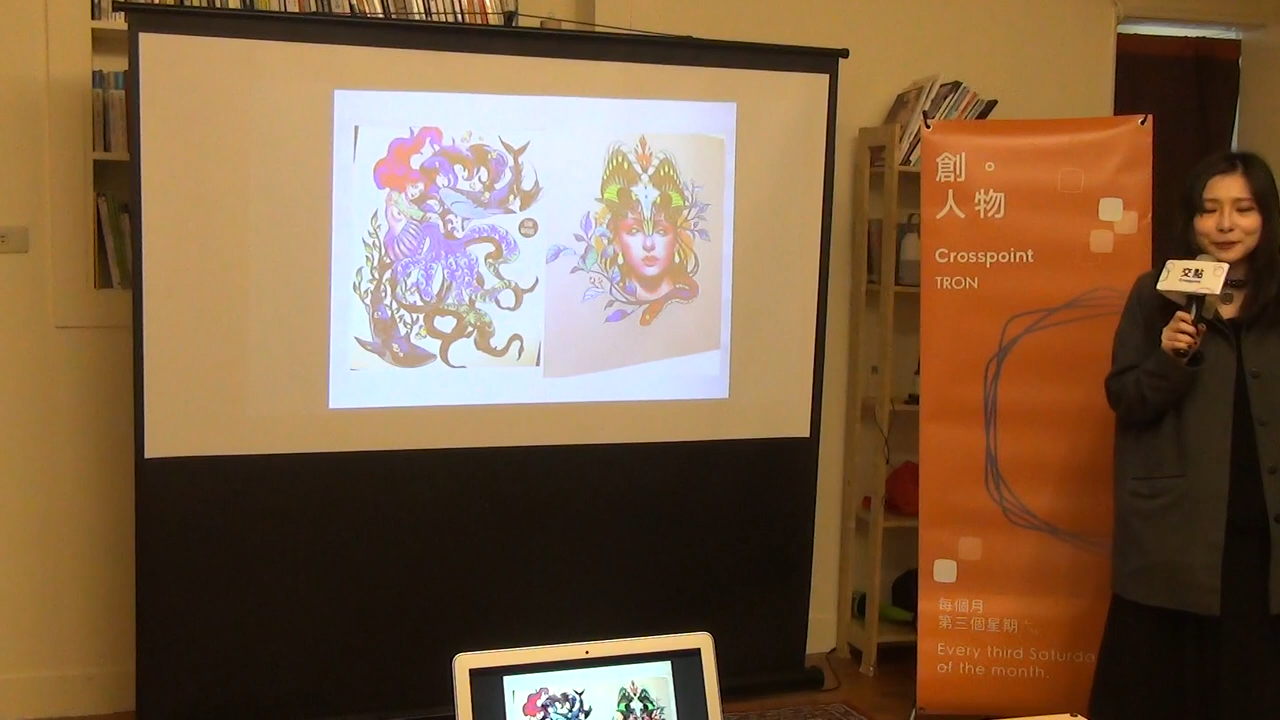 創。
人物
Crosspoint
TRON
交點
Crosspoint
每個月
第三個星期六
Every third Saturda
of the month.